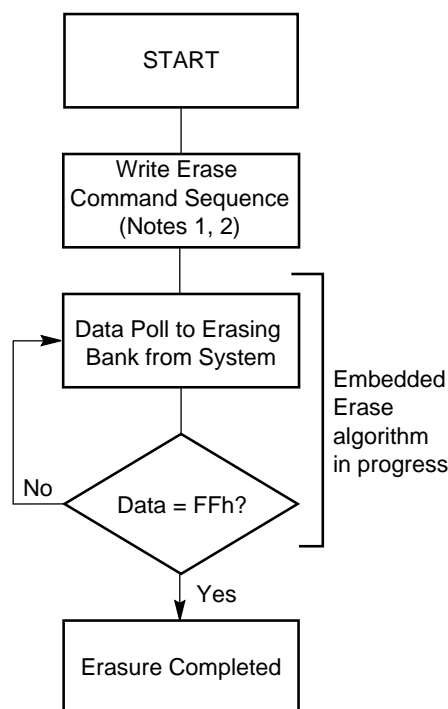 START
Write Erase
Command Sequence
(Notes 1, 2)
Data Poll to Erasing
Bank from System
Embedded
Erase
algorithm
in progress
No
Data = FFh?
Yes
Erasure Completed